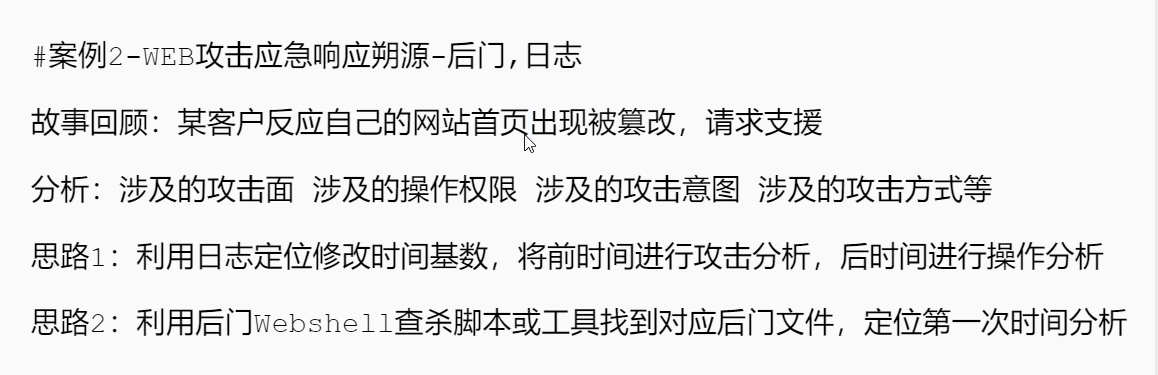 #案例2-WEB攻击应急响应朔源-后门,日志
故事回顾：某客户反应自己的网站首页出现被篡改，请求支援
分析：涉及的攻击面 涉及的操作权限 涉及的攻击意图 涉及的攻击方式等
思路1：利用日志定位修改时间基数，将前时间进行攻击分析，后时间进行操作分析
思路2：利用后门Webshell查杀脚本或工具找到对应后门文件，定位第一次时间分析